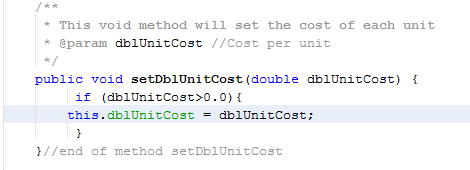 /**
 * This void method will set the cost of each unit
 * @param dblUnitCost //Cost per unit
 */
public void setDblUnitCost(double dblUnitCost) {
if (dblUnitCost>0.0){
this.dblUnitCost = dblUnitCost;
}
}//end of method setDblUnitCost